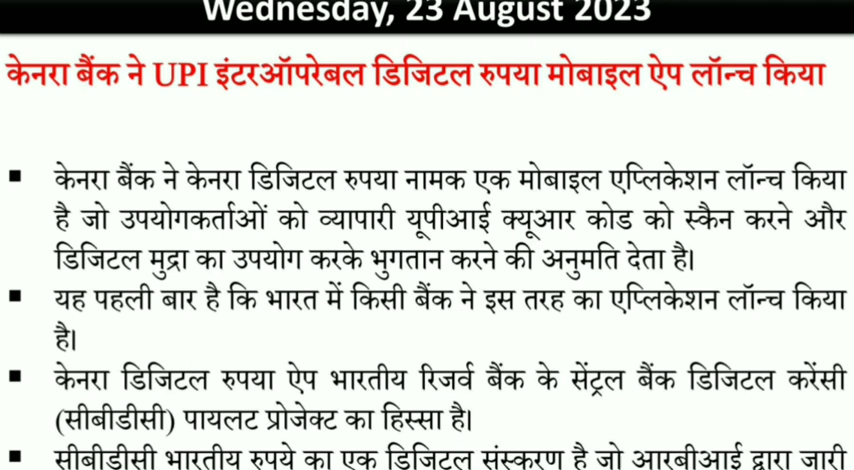 Wednesday, 23 August 2023
केनरा बैंक ने UPI इंटरऑपरेबल डिजिटल रुपया मोबाइल ऐप लॉन्च किया
▪ केनरा बैंक ने केनरा डिजिटल रुपया नामक एक मोबाइल एप्लिकेशन लॉन्च किया
है जो उपयोगकर्ताओं को व्यापारी यूपीआई क्यूआर कोड को स्कैन करने और
डिजिटल मुद्रा का उपयोग करके भुगतान करने की अनुमति देता है।
▪ यह पहली बार है कि भारत में किसी बैंक ने इस तरह का एप्लिकेशन लॉन्च किया
है।
▪ केनरा डिजिटल रुपया ऐप भारतीय रिजर्व बैंक के सेंट्रल बैंक डिजिटल करेंसी
(सीबीडीसी) पायलट प्रोजेक्ट का हिस्सा है।
▪ सीबीडीसी भारतीय रुपये का एक डिजिटल संस्करण है जो आरबीआई द्वारा जारी